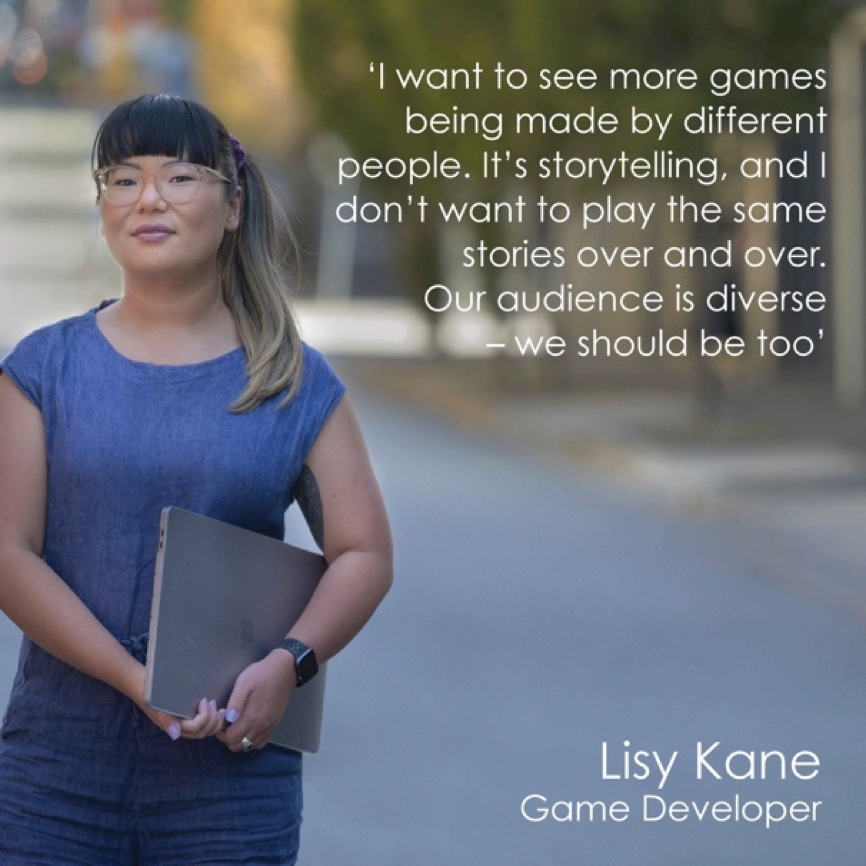 ‘I want to see more games
being made by different
people. It’s storytelling, and I
don’t want to play the same
stories over and over.
Our audience is diverse
– we should be too’
Lisy Kane
Game Developer